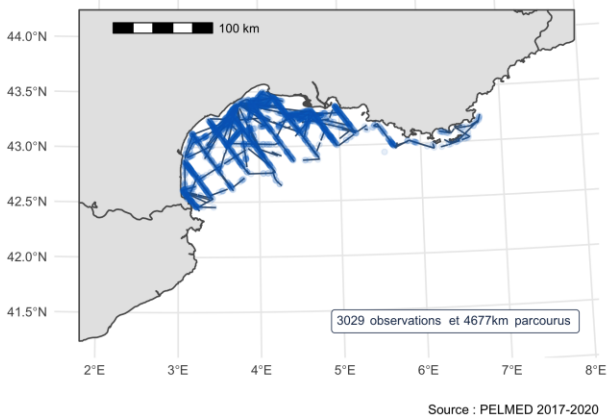 44.0°N
100 km
43.5°N
43.0°N
42.5°N
42.0°N
41.5°N
3029 observations et 4677km parcourus
2°E 3°E 4°E 5°E 6°E 7°E 8°E
Source : PELMED 2017-2020